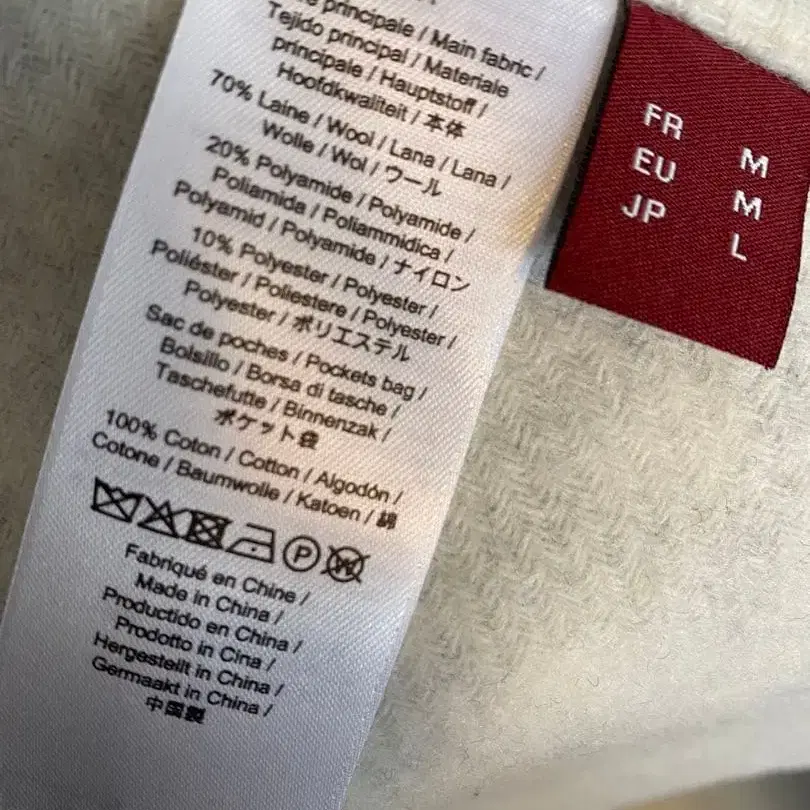 principale / Main fabric /
Tejido principal / Materiale
principale / Hauptstoff /
Hoofdkwaliteit / 本体
70% Laine / Wool / Lana / Lana /
Wolle / Wol / ウール
20% Polyamide / Polyamide /
Poliamida / Poliammidica /
Polyamid / Polyamide / ナイロン
10% Polyester / Polyester /
Poliéster / Poliestere / Polyester /
Polyester / ポリエステル
Sac de poches / Pockets bag /
Bolsillo / Borsa di tasche /
Taschefutte / Binnenzak /
ポケット袋
100% Coton / Cotton / Algodón /
Cotone / Baumwolle / Katoen / 綿
P W
Fabriqué en Chine /
Made in China /
Productido en China /
Prodotto in Cina /
Hergestellt in China /
Germaakt in China /
中国製
FR M
EU M
JP L